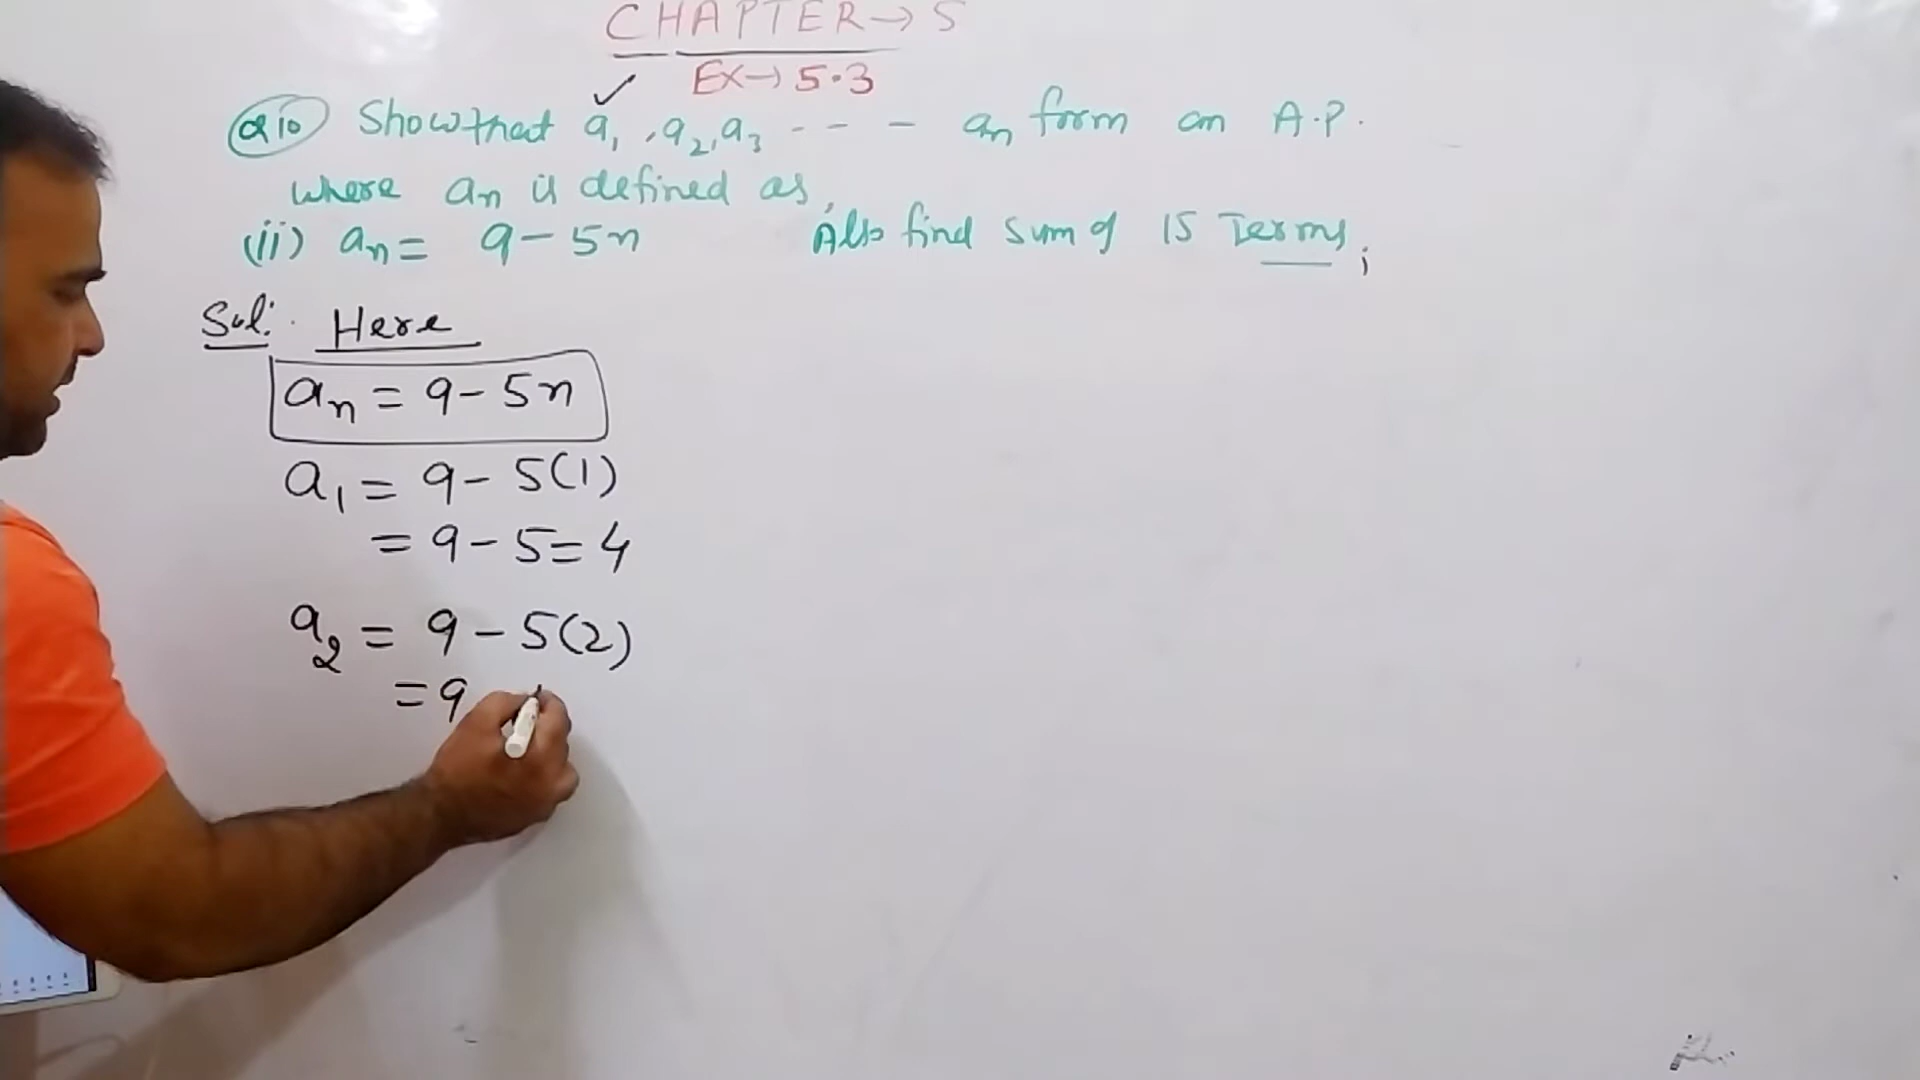 CHAPTER → 5
EX → 5.3
Q10 Show that a₁, a₂, a₃ - - - aₙ form an A.P.
where aₙ is defined as,
(ii) aₙ = 9 - 5n Also find sum of 15 Terms;
Sol: Here
aₙ = 9 - 5n
a₁ = 9 - 5(1)
= 9 - 5 = 4
a₂ = 9 - 5(2)
= 9